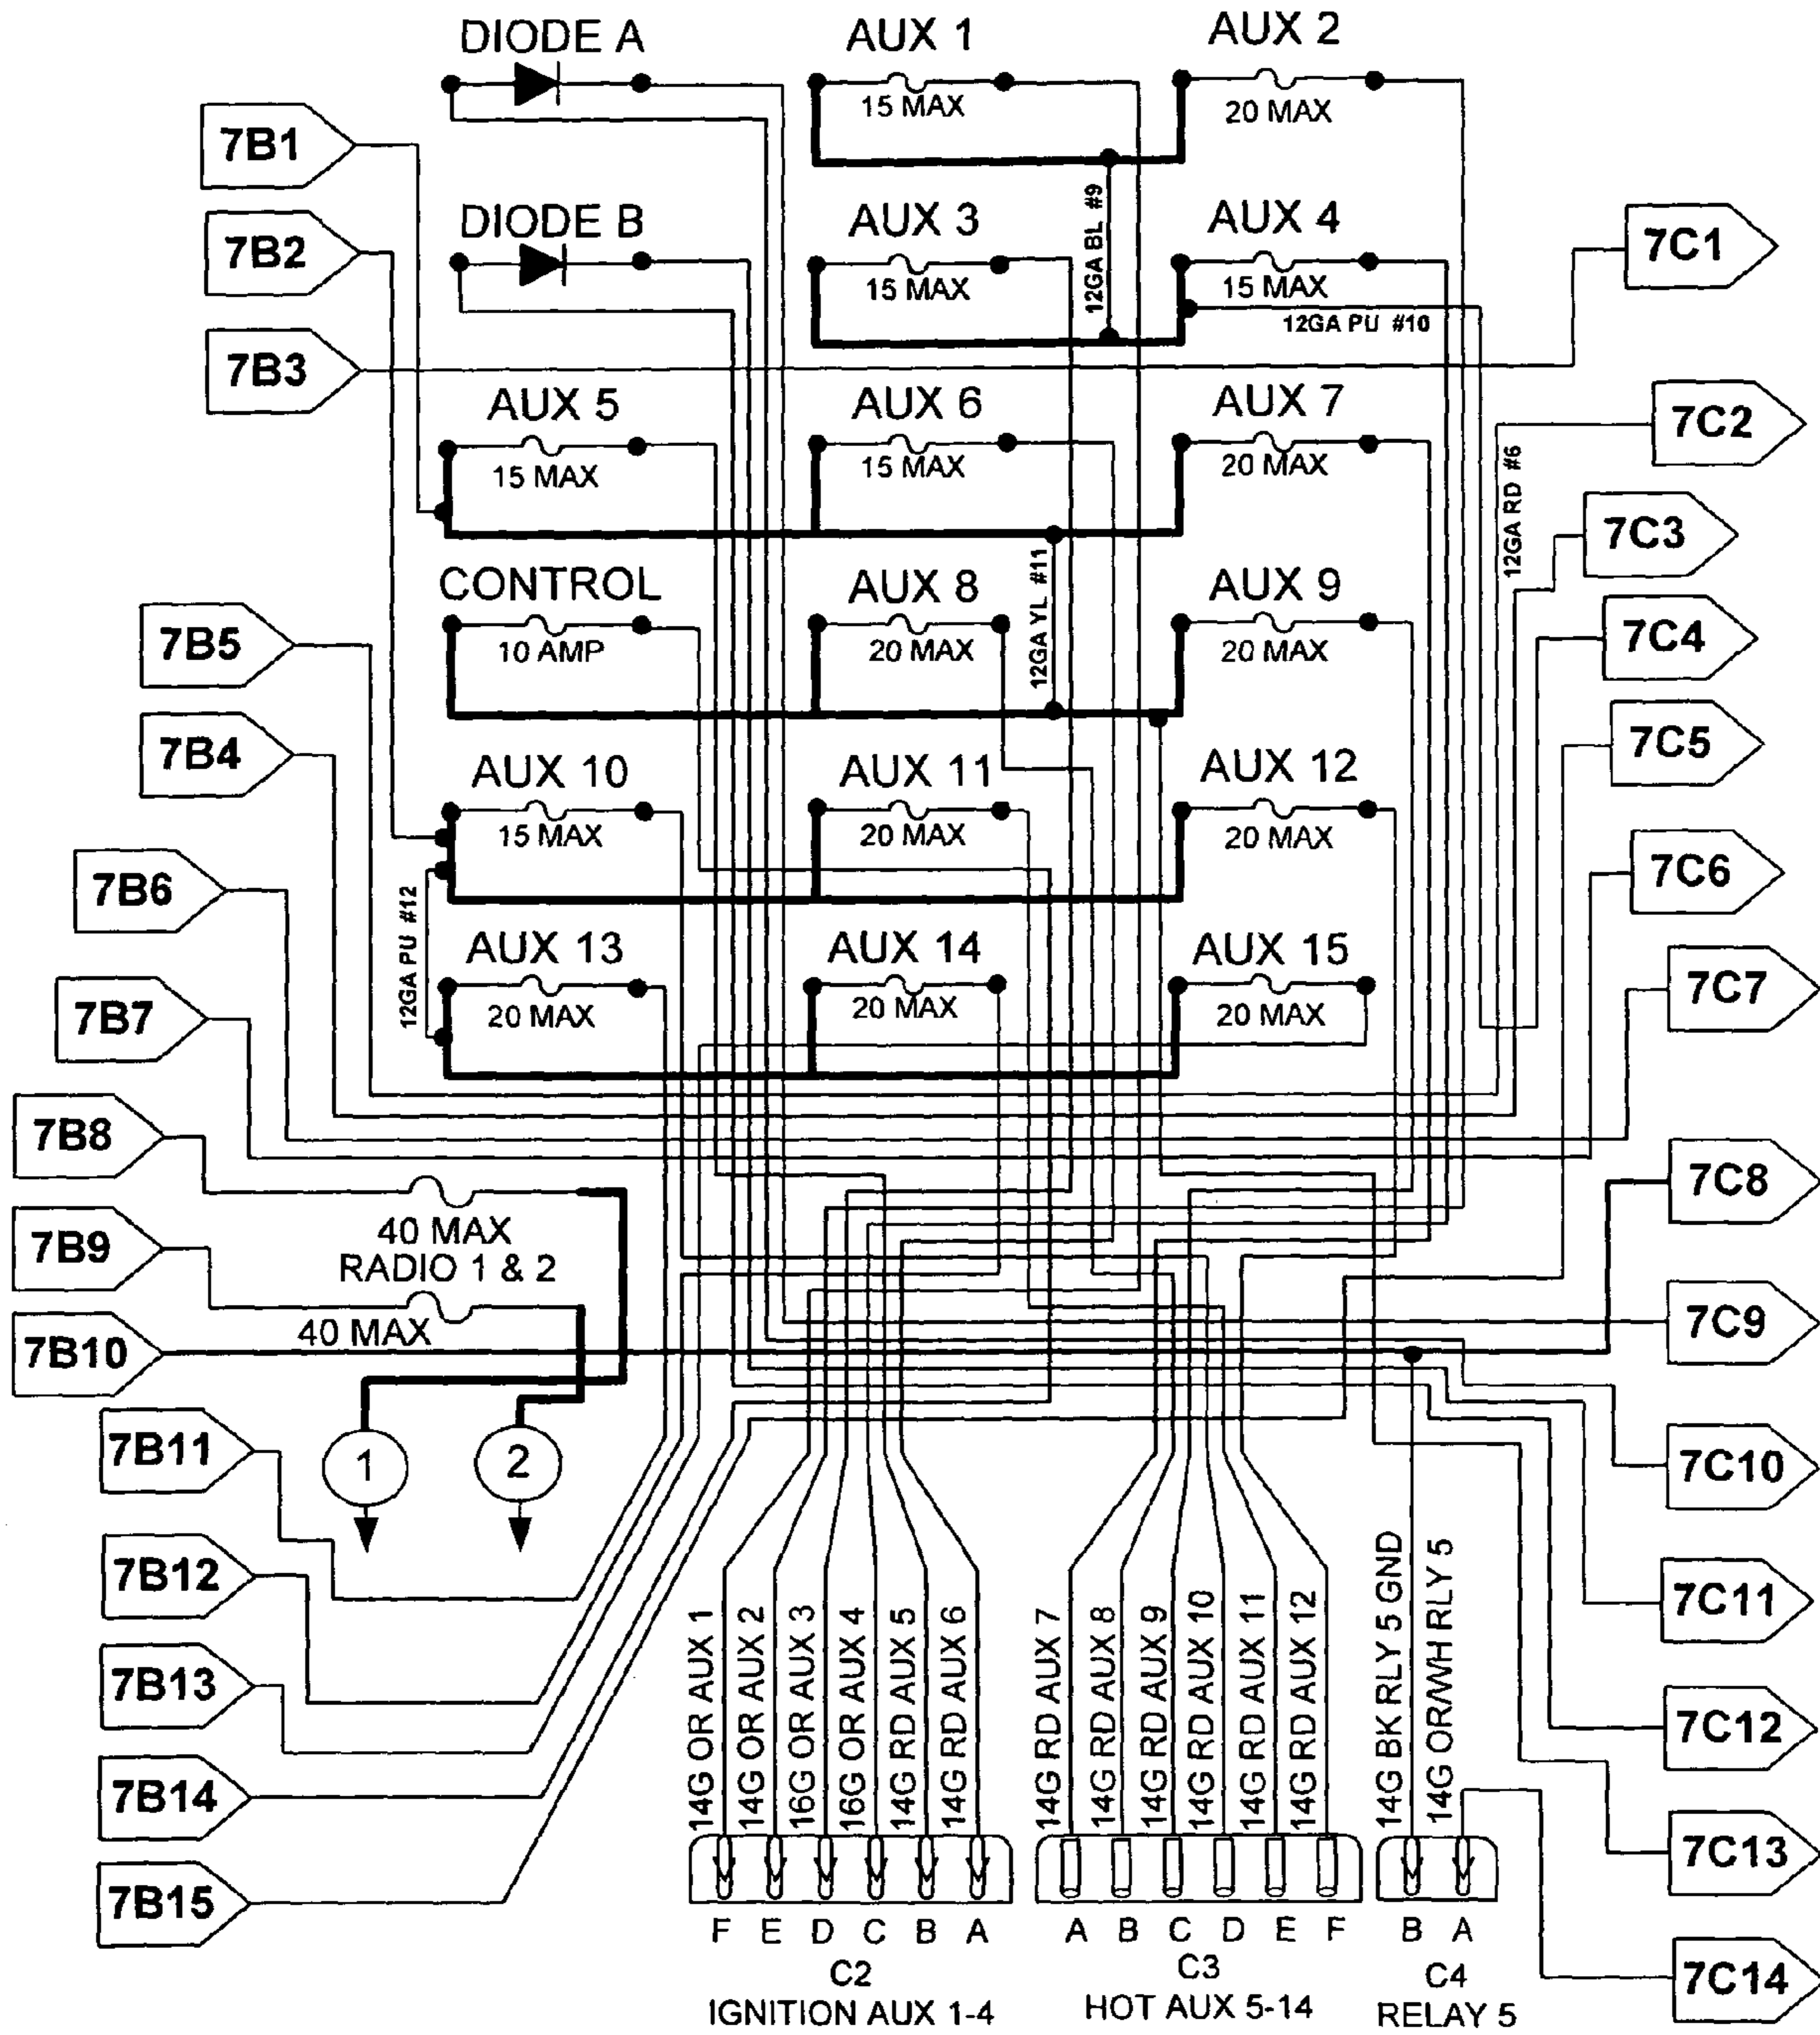 DIODE A
AUX 1
AUX 2
15 MAX
20 MAX
7B1
12GA BL #9
DIODE B
AUX 3
AUX 4
7B2
7C1
15 MAX
15 MAX
12GA PU #10
7B3
AUX 5
AUX 6
AUX 7
7C2
15 MAX
15 MAX
20 MAX
12GA RD #6
7C3
12GA YL #11
CONTROL
AUX 8
AUX 9
7B5
10 AMP
20 MAX
20 MAX
7C4
7B4
7C5
AUX 10
AUX 11
AUX 12
15 MAX
20 MAX
20 MAX
7B6
7C6
12GA PU #12
AUX 13
AUX 14
AUX 15
7B7
20 MAX
20 MAX
20 MAX
7C7
7B8
7C8
40 MAX
RADIO 1 & 2
7B9
40 MAX
7C9
7B10
7B11
1
2
7C10
7B12
7C11
7B13
7C12
7B14
7C13
7B15
7C14
14G OR AUX 1
14G OR AUX 2
16G OR AUX 3
16G OR AUX 4
14G RD AUX 5
14G RD AUX 6
14G RD AUX 7
14G RD AUX 8
14G RD AUX 9
14G RD AUX 10
14G RD AUX 11
14G RD AUX 12
14G BK RLY 5 GND
14G OR/WH RLY 5
F E D C B A
A B C D E F
B A
C2
C3
C4
IGNITION AUX 1-4
HOT AUX 5-14
RELAY 5